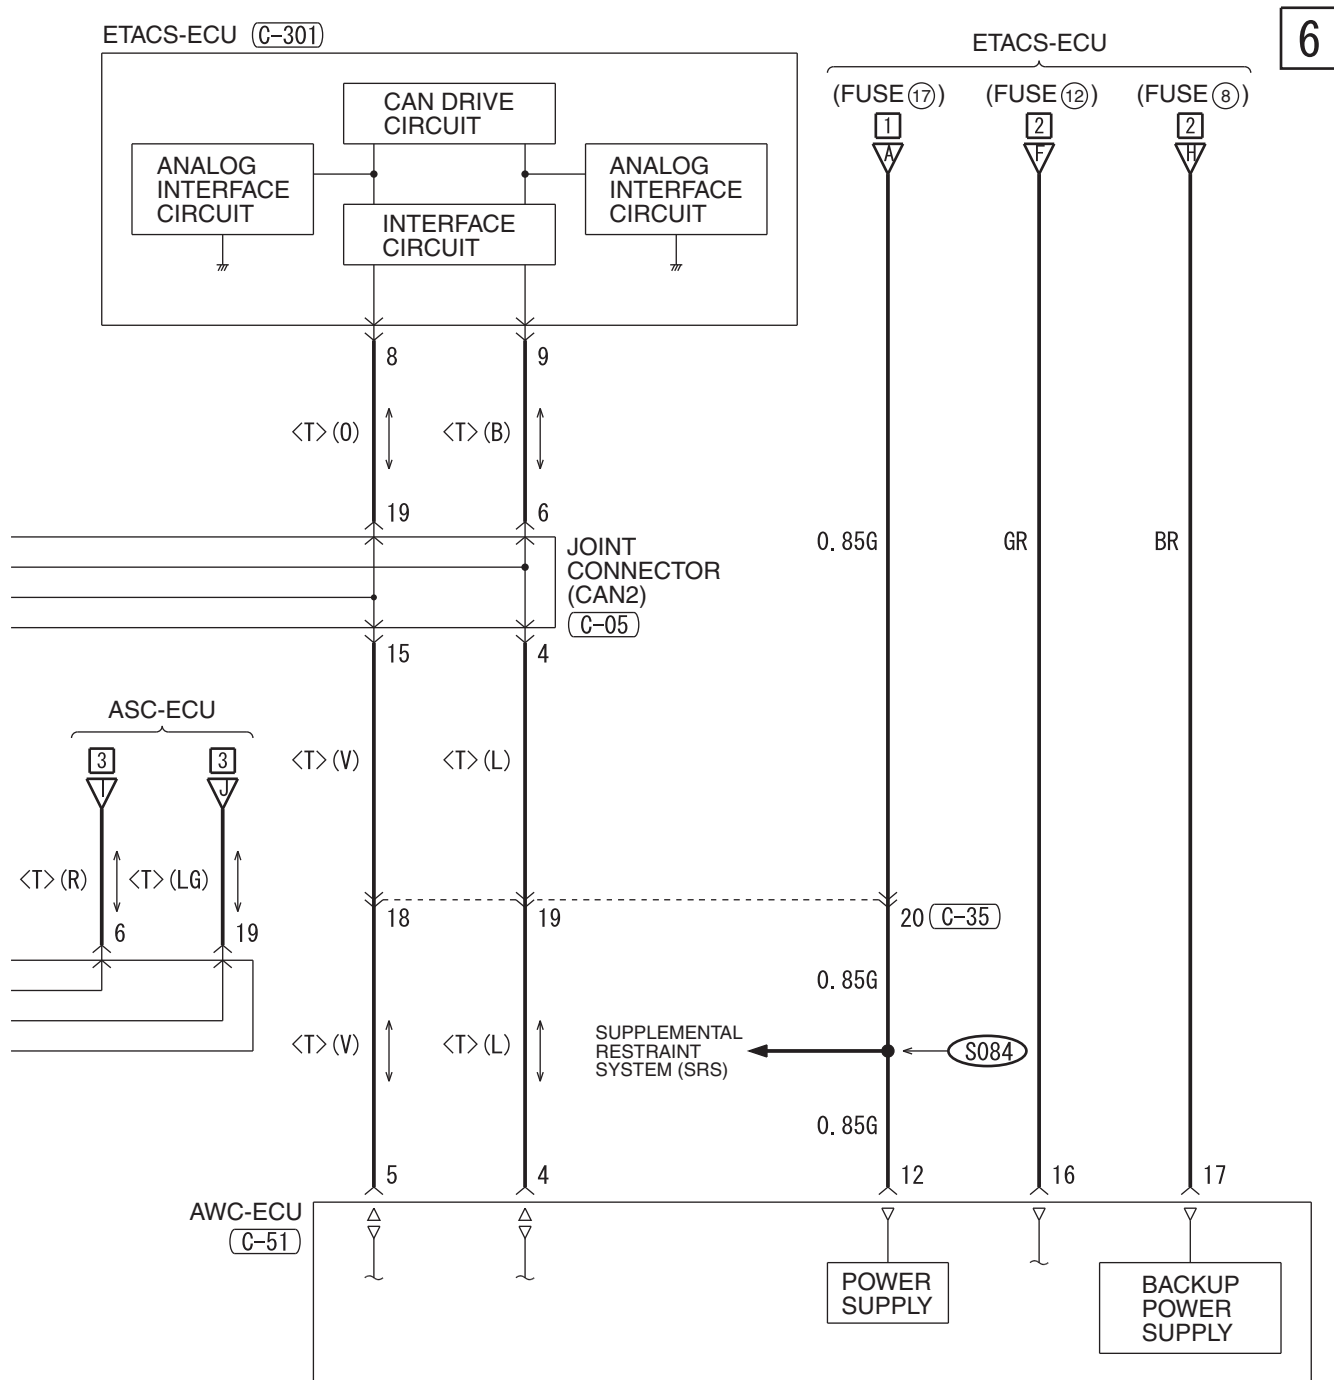 ETACS-ECU (C-301)
6
ETACS-ECU
(FUSE 17) (FUSE 12) (FUSE 8)
1 2 2
A F H
CAN DRIVE
CIRCUIT
ANALOG
INTERFACE
CIRCUIT
ANALOG
INTERFACE
CIRCUIT
INTERFACE
CIRCUIT
8 9
<T>(O) <T>(B)
19 6
0.85G GR BR
JOINT
CONNECTOR
(CAN2)
C-05
15 4
ASC-ECU
3 3
I J
<T>(V) <T>(L)
<T>(R) <T>(LG)
6 19
18 19 20 C-35
0.85G
<T>(V) <T>(L)
SUPPLEMENTAL
RESTRAINT
SYSTEM (SRS)
S084
0.85G
5 4 12 16 17
AWC-ECU
C-51
POWER
SUPPLY
BACKUP
POWER
SUPPLY